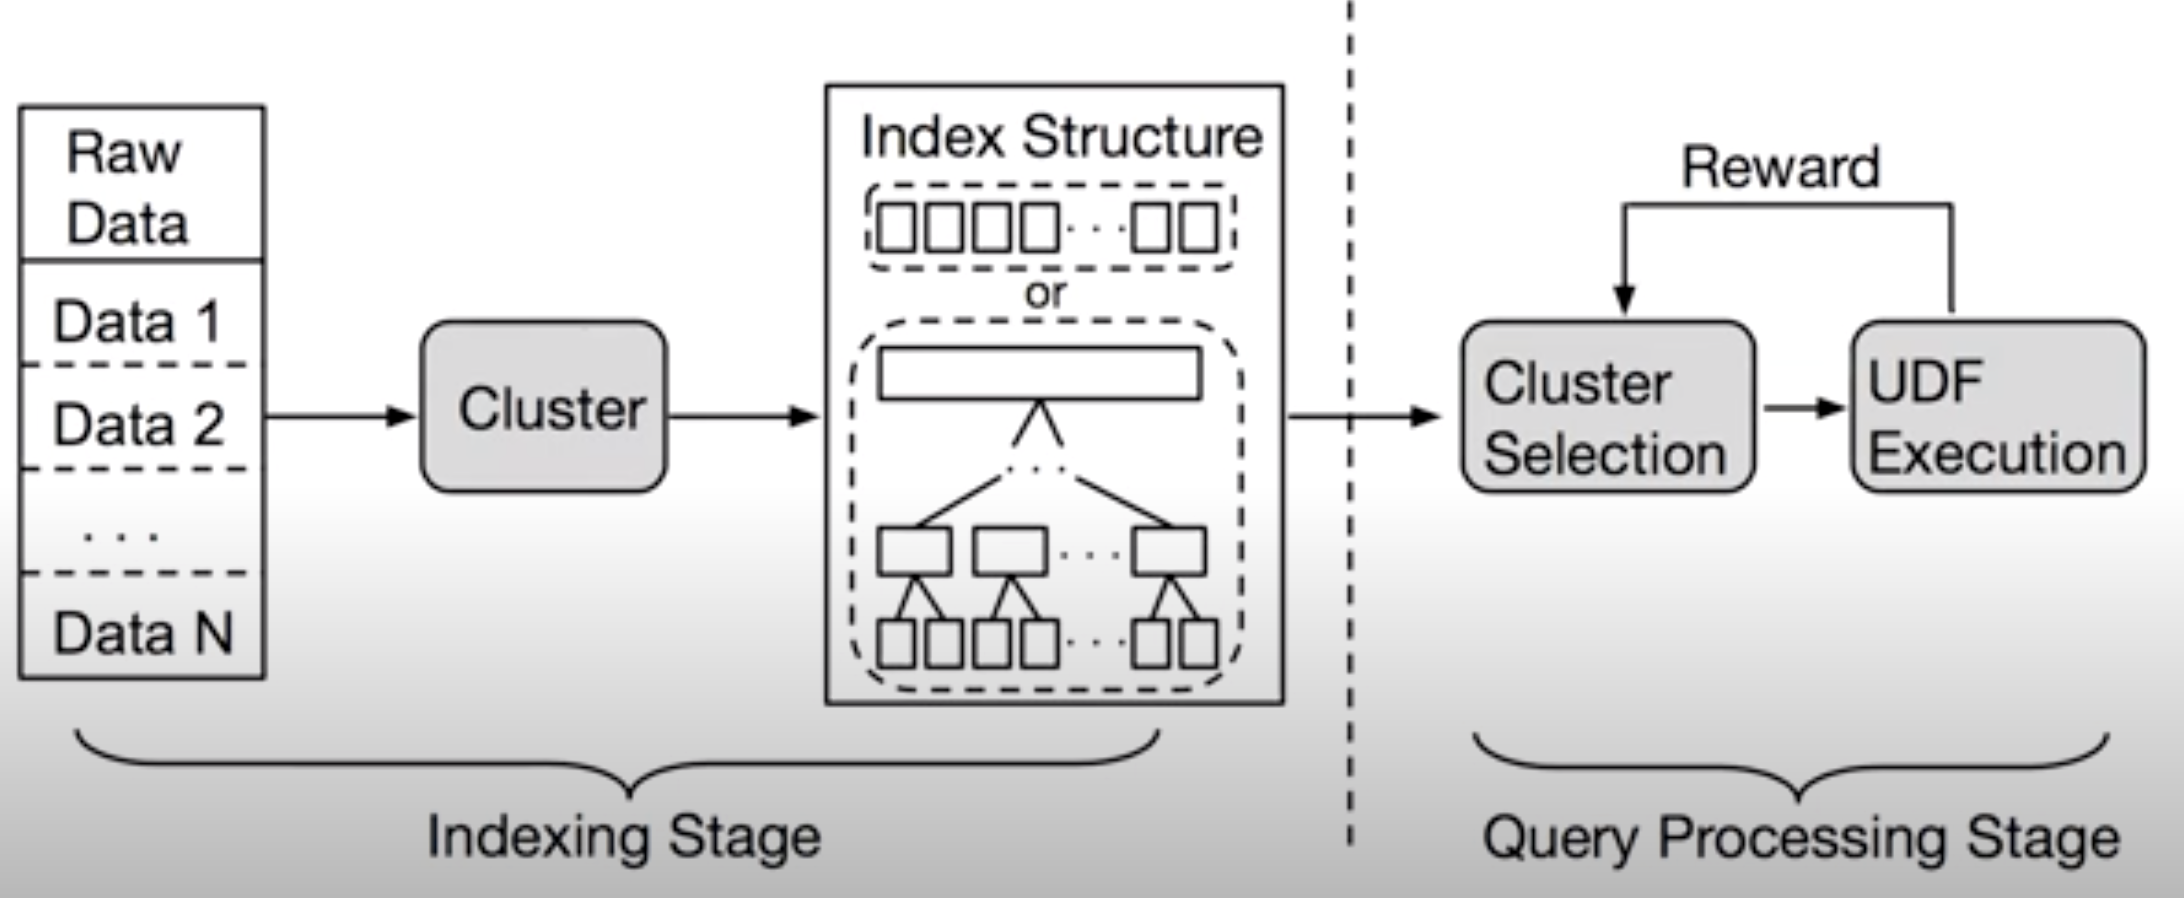 Raw
Data
Data 1
Data 2
. . .
Data N
Cluster
Index Structure
. . .
or
. . .
. . .
. . .
Reward
Cluster
Selection
UDF
Execution
Indexing Stage
Query Processing Stage